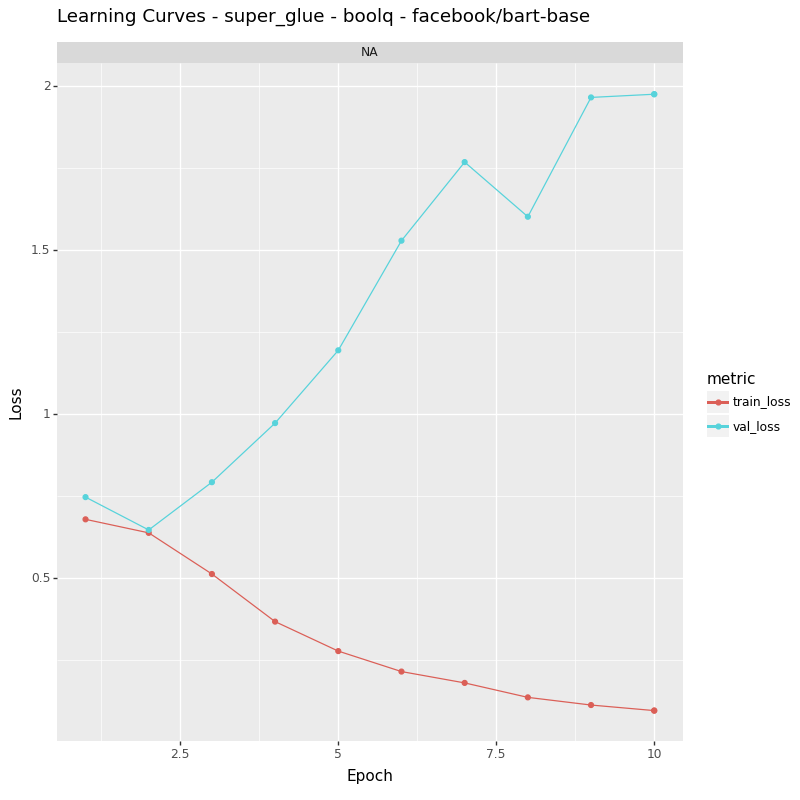 Learning Curves - super_glue - boolq - facebook/bart-base
NA
2
1.5
1
0.5
Loss
2.5
5
7.5
10
Epoch
metric
train_loss
val_loss